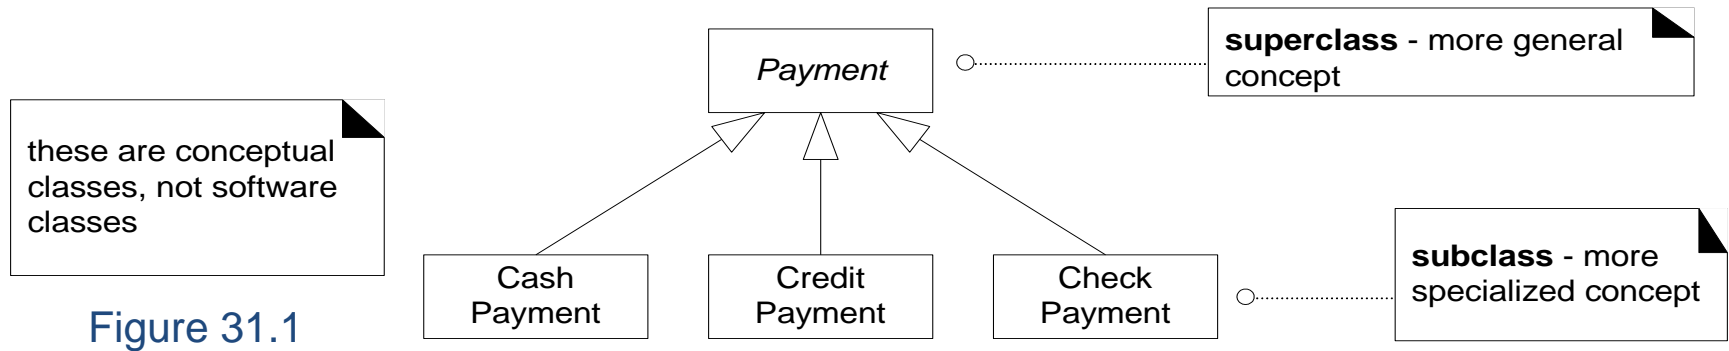 Payment
superclass - more general
concept
these are conceptual
classes, not software
classes
Cash
Payment
Credit
Payment
Check
Payment
subclass - more
specialized concept
Figure 31.1